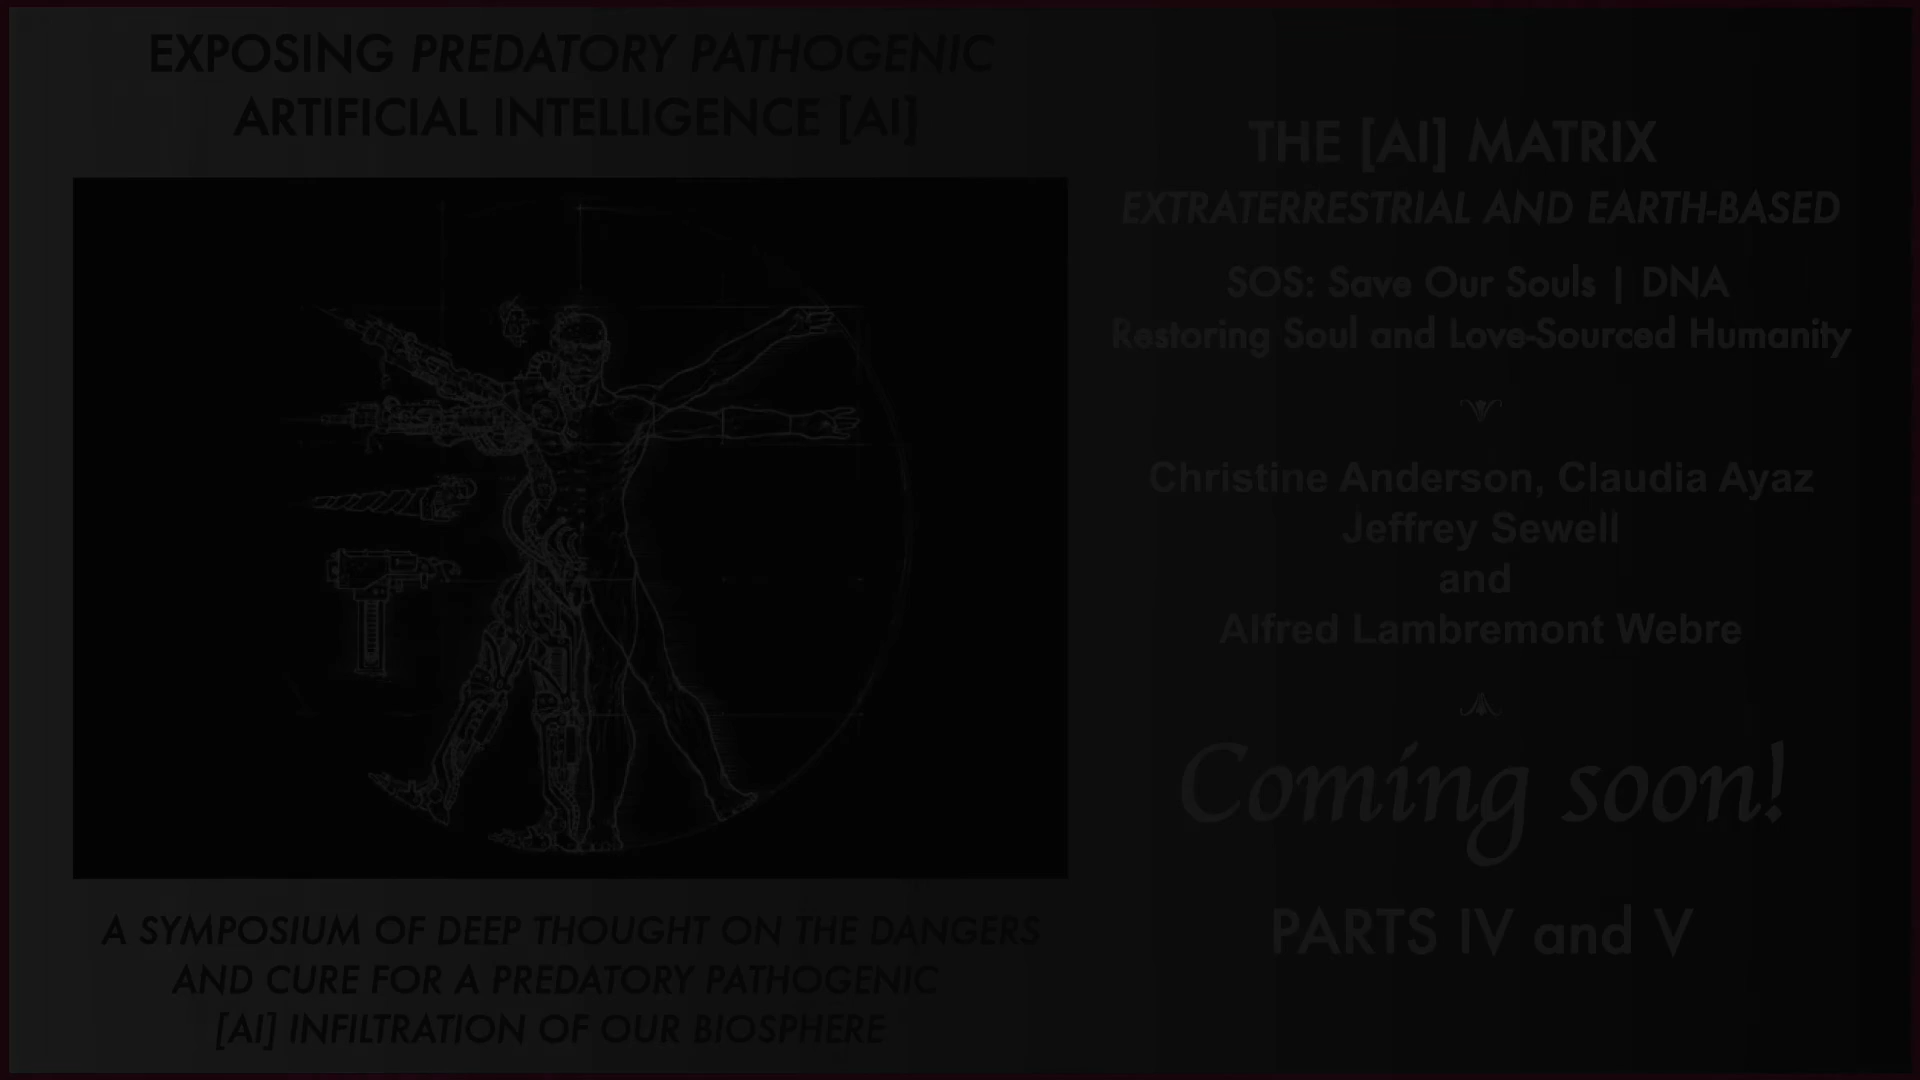 EXPOSING PREDATORY PATHOGENIC
ARTIFICIAL INTELLIGENCE [AI]
A SYMPOSIUM OF DEEP THOUGHT ON THE DANGERS
AND CURE FOR A PREDATORY PATHOGENIC
[AI] INFILTRATION OF OUR BIOSPHERE
THE [AI] MATRIX
EXTRATERRESTRIAL AND EARTH-BASED
SOS: Save Our Souls | DNA
Restoring Soul and Love-Sourced Humanity
Christine Anderson, Claudia Ayaz
Jeffrey Sewell
and
Alfred Lambremont Webre
Coming soon!
PARTS IV and V